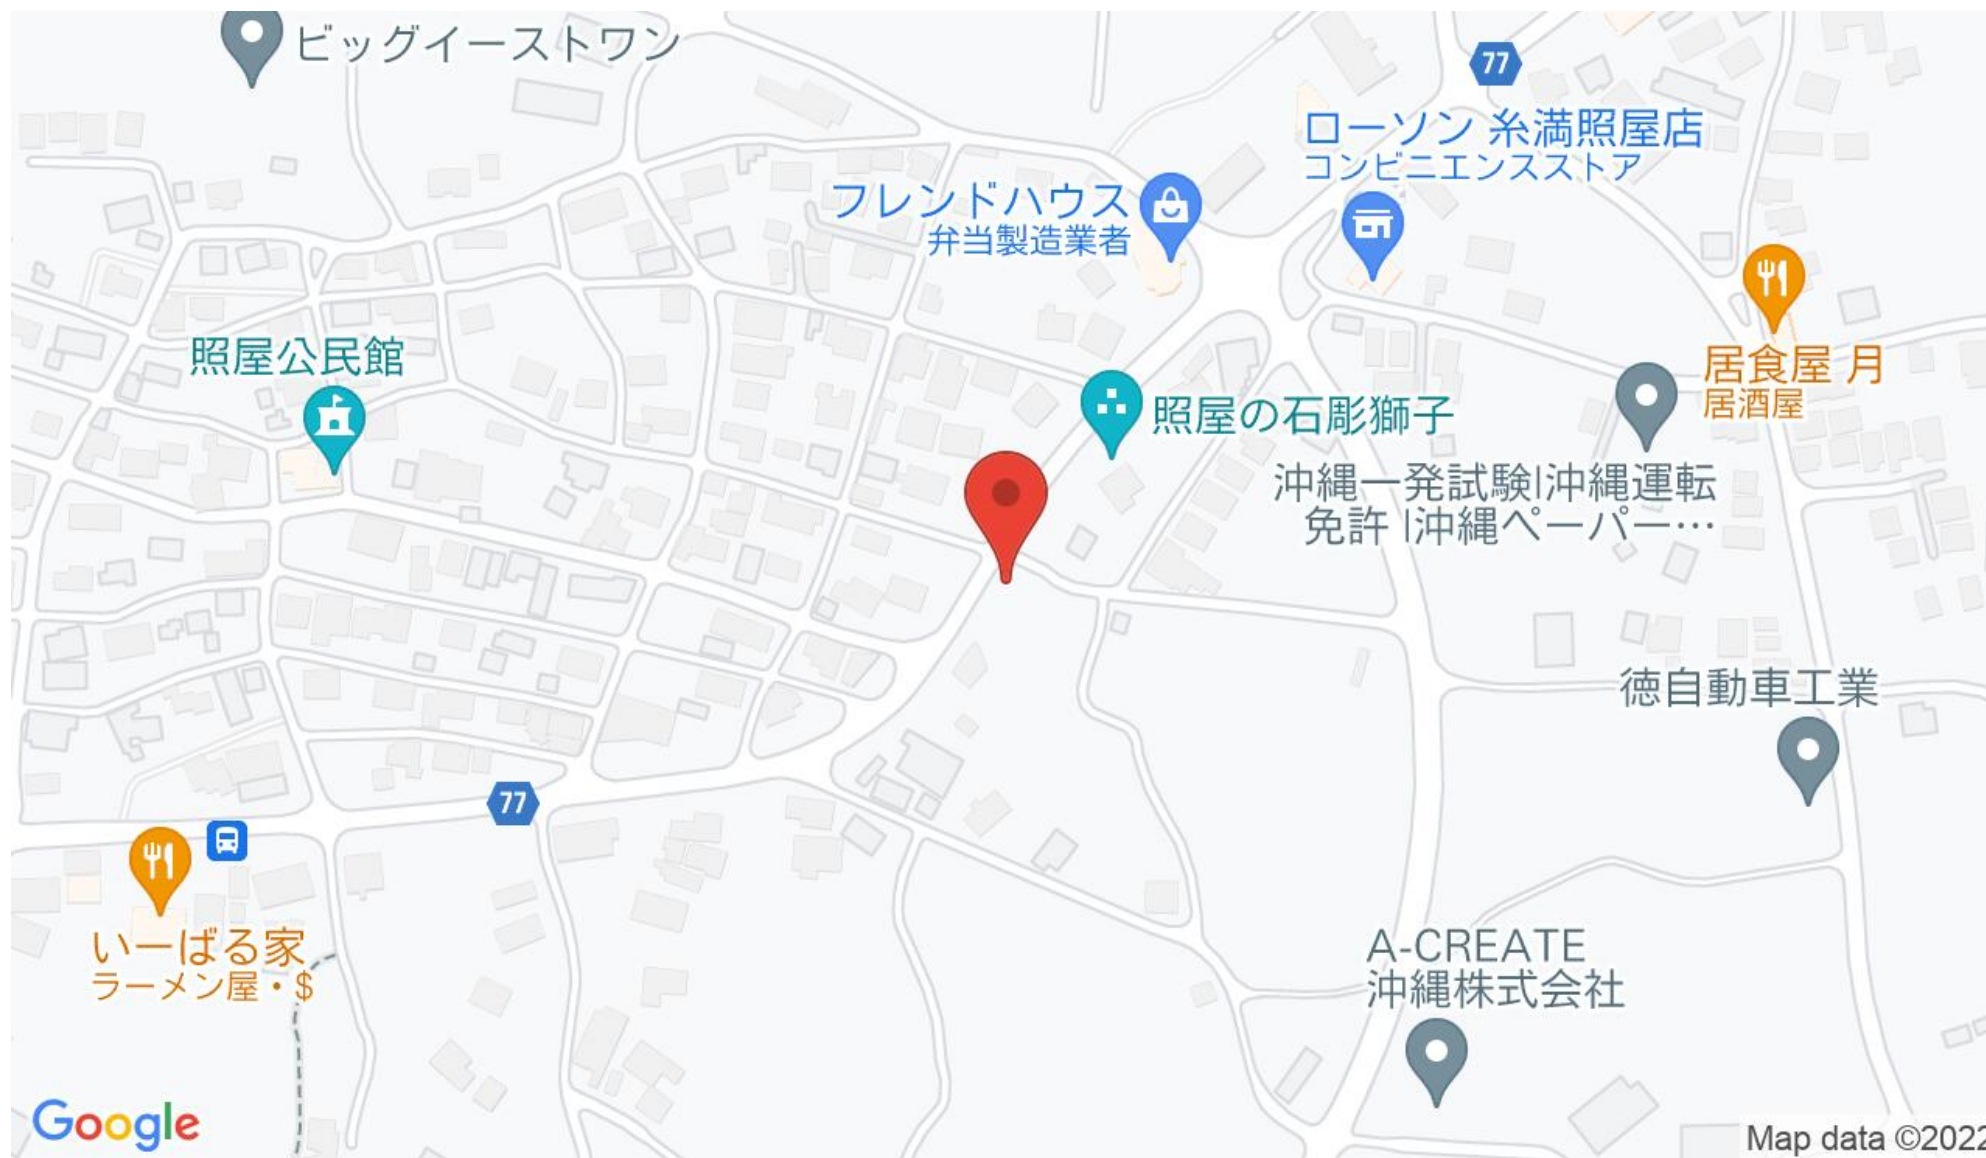 ビッグイーストワン
77
ローソン 糸満照屋店
コンビニエンスストア
フレンドハウス
弁当製造業者
照屋公民館
居食屋 月
居酒屋
照屋の石彫獅子
沖縄一発試験|沖縄運転
免許 |沖縄ペーパー…
徳自動車工業
77
いーばる家
ラーメン屋・$
A-CREATE
沖縄株式会社
Google
Map data ©2022